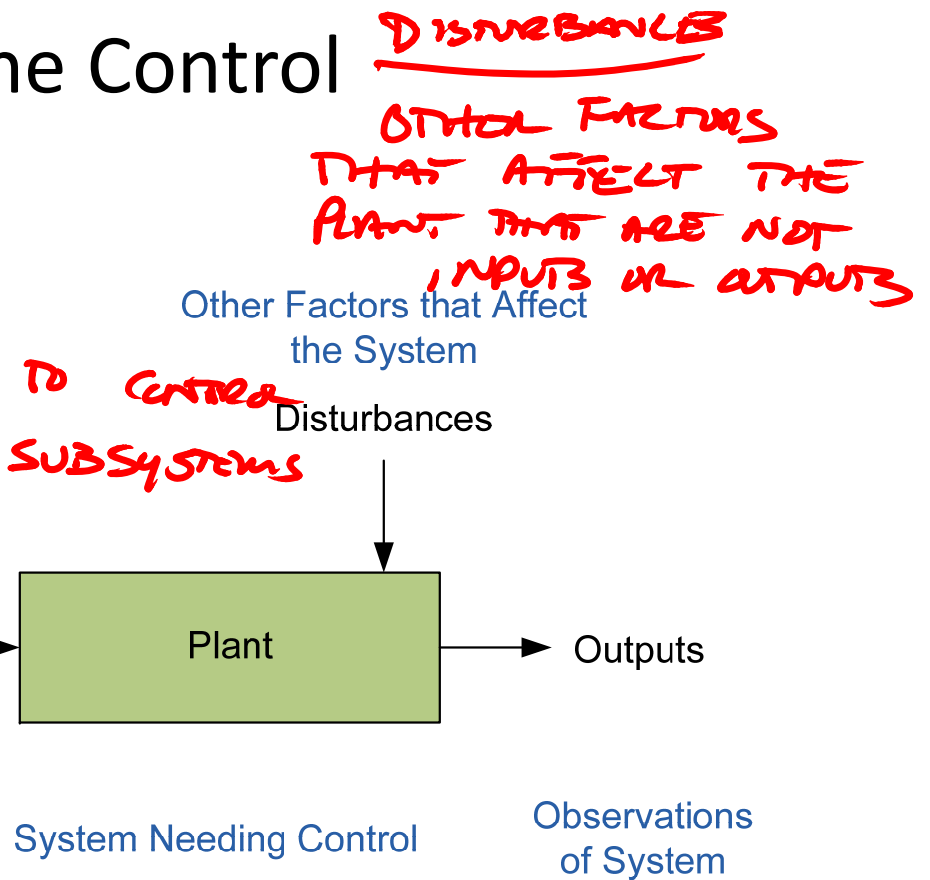 ne Control
DISTURBANCES
OTHER FACTORS
THAT AFFECT THE
PLANT THAT ARE NOT
INPUTS OR OUTPUTS
Other Factors that Affect
the System
TO CONTROL
SUBSYSTEMS
Disturbances
Plant
Outputs
System Needing Control
Observations
of System